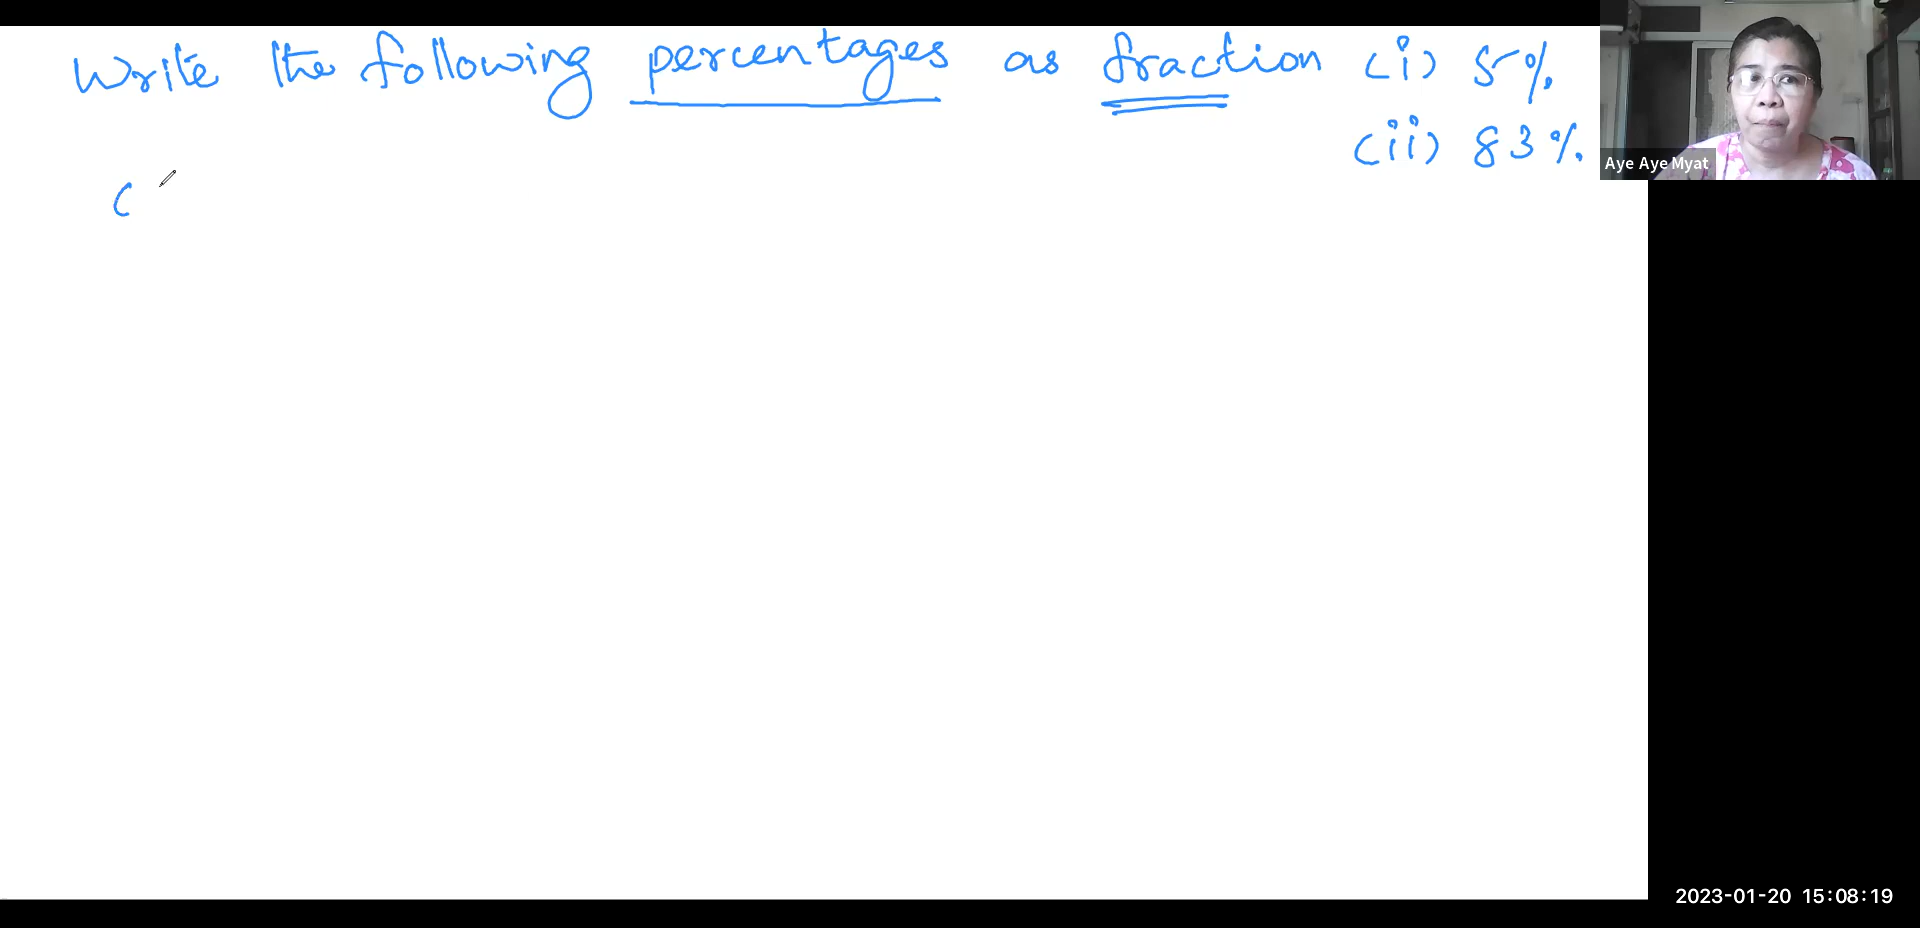 Write the following percentages as fraction (i) 5%
(ii) 83%
(
Aye Aye Myat
2023-01-20 15:08:19